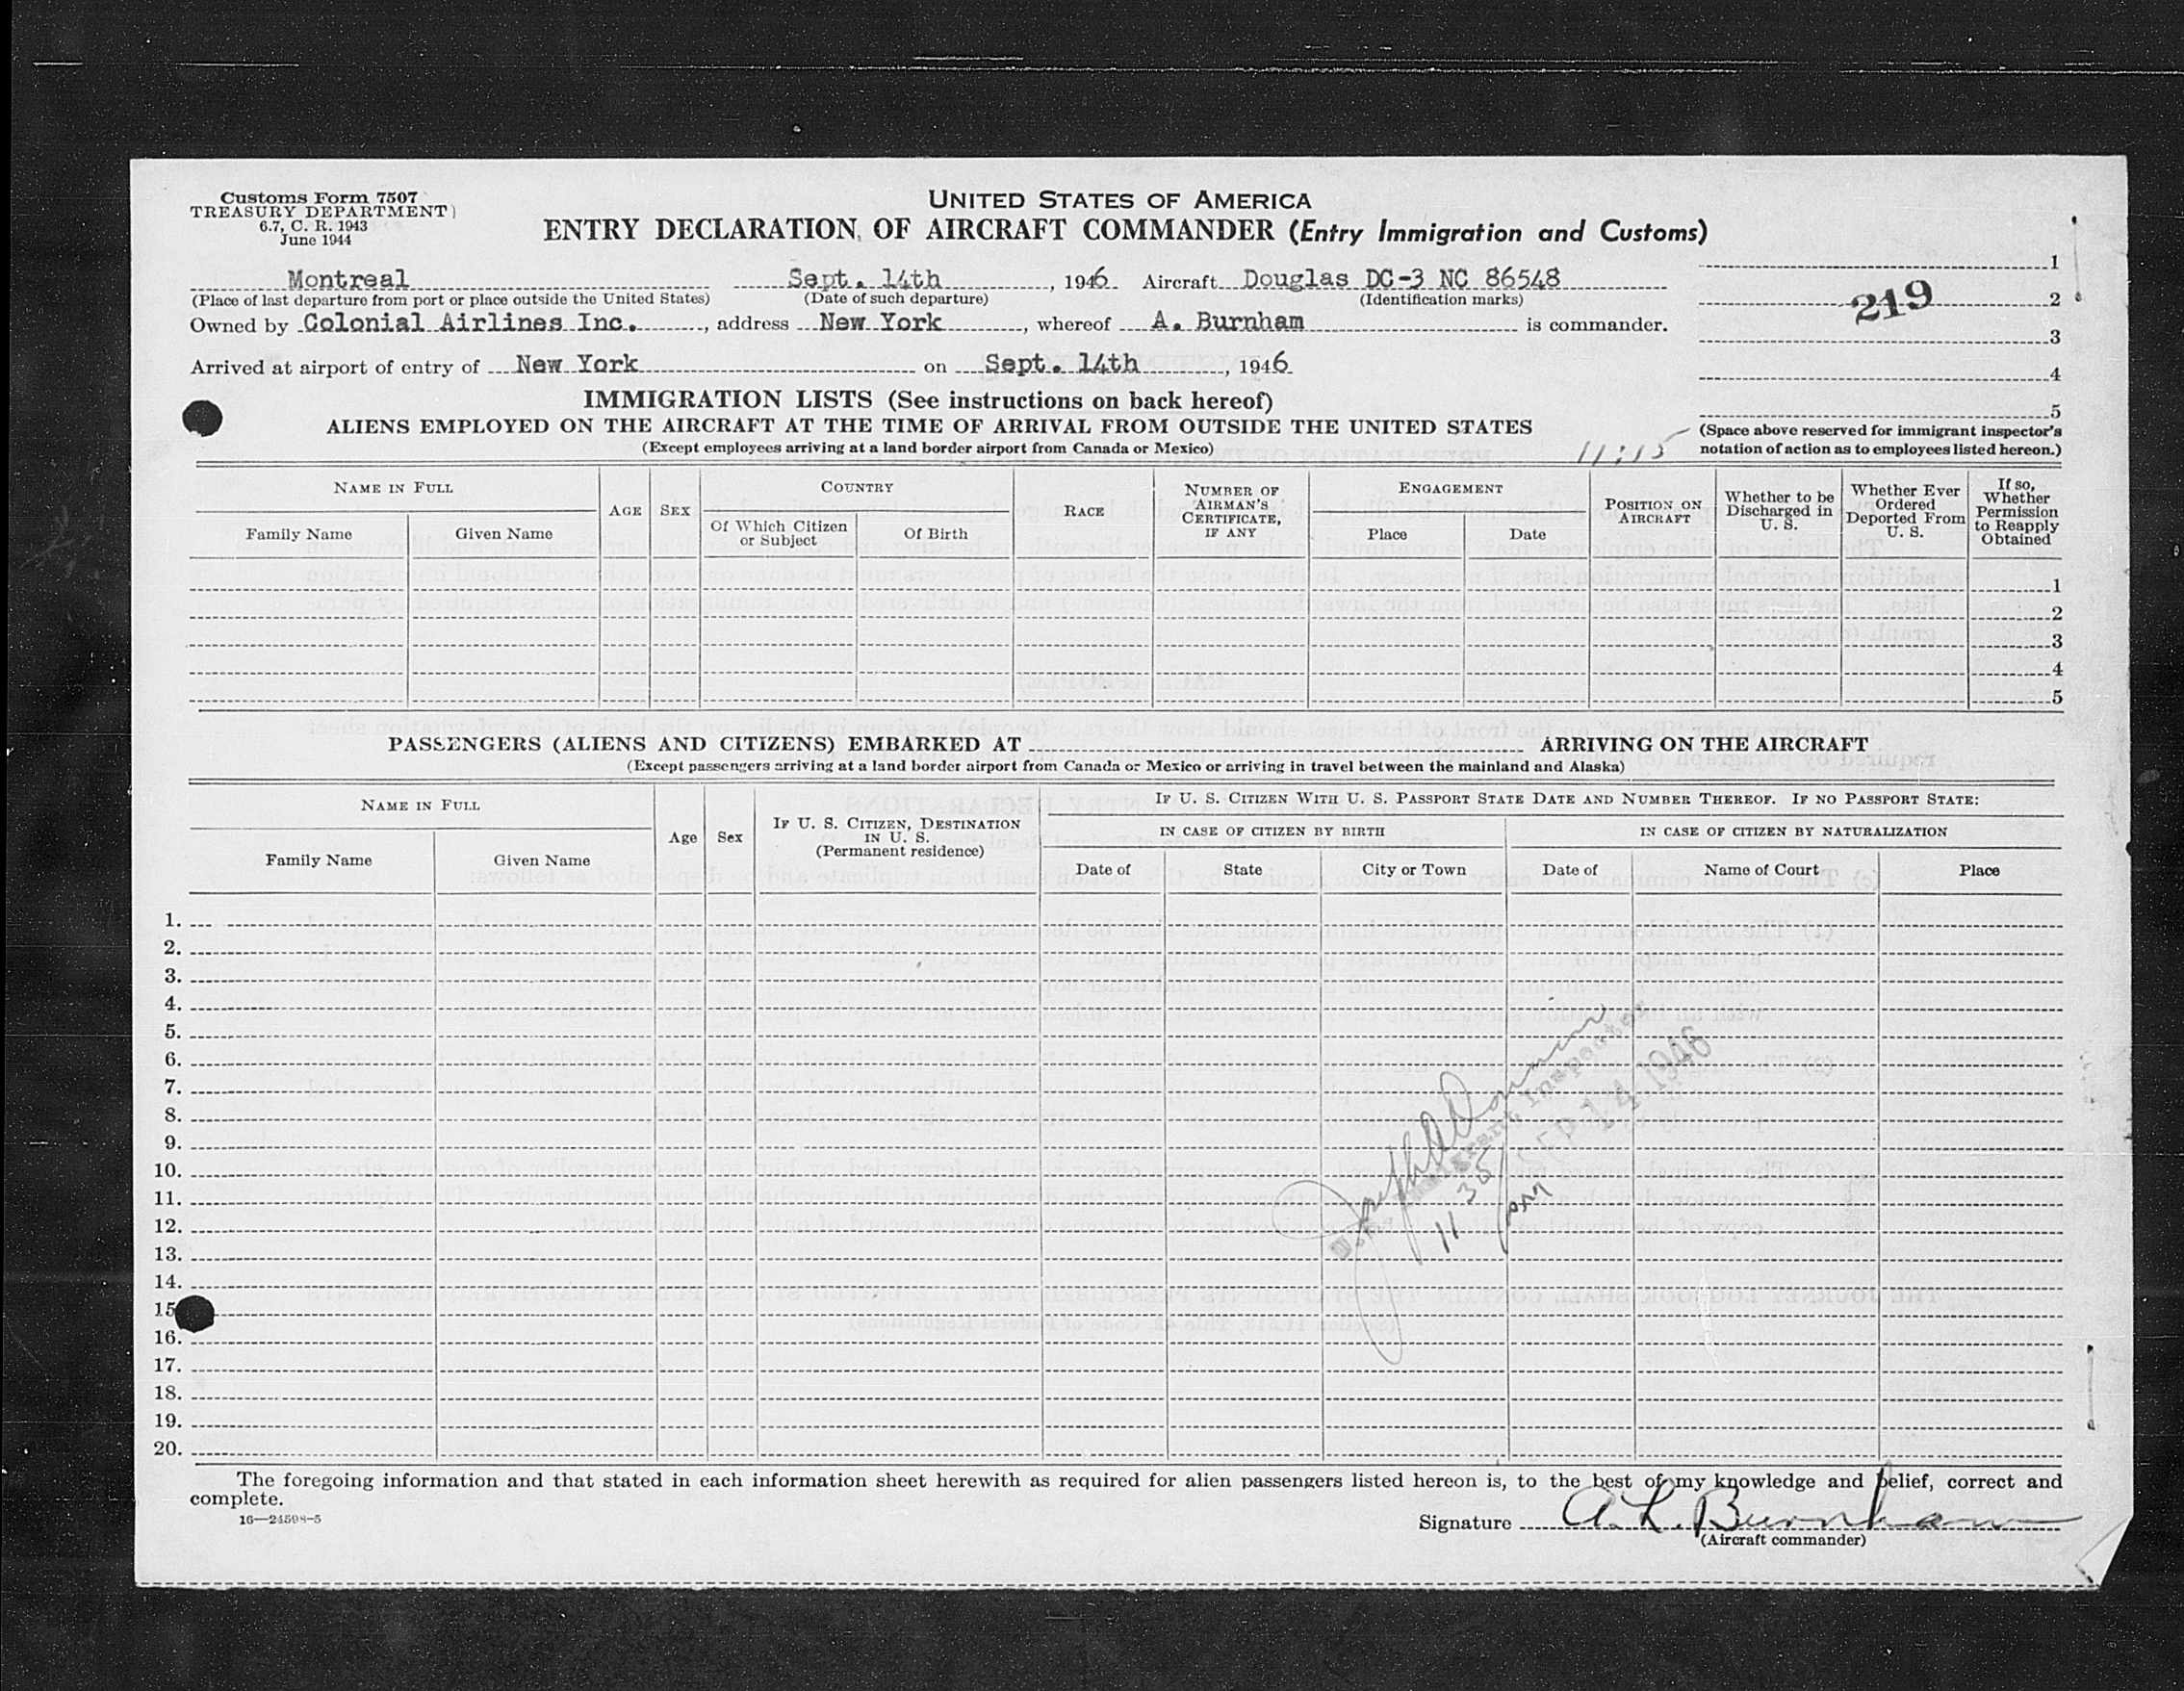 Customs Form 7507
TREASURY DEPARTMENT
6.7, C. R. 1943
June 1944
UNITED STATES OF AMERICA
ENTRY DECLARATION OF AIRCRAFT COMMANDER (Entry Immigration and Customs)
Montreal Sept. 14th, 1946 Aircraft Douglas DC-3 NC 86548
(Place of last departure from port or place outside the United States) (Date of such departure) (Identification marks)
Owned by Colonial Airlines Inc., address New York, whereof A. Burnham is commander.
Arrived at airport of entry of New York on Sept. 14th, 1946
1
219 2
3
4
5
(Space above reserved for immigrant inspector's notation of action as to employees listed hereon.)
IMMIGRATION LISTS (See instructions on back hereof)
ALIENS EMPLOYED ON THE AIRCRAFT AT THE TIME OF ARRIVAL FROM OUTSIDE THE UNITED STATES
(Except employees arriving at a land border airport from Canada or Mexico)
11:15
NAME IN FULL
Family Name Given Name
AGE SEX
COUNTRY
Of Which Citizen or Subject Of Birth
RACE
NUMBER OF AIRMAN'S CERTIFICATE, IF ANY
ENGAGEMENT
Place Date
POSITION ON AIRCRAFT
Whether to be Discharged in U. S.
Whether Ever Ordered Deported From U. S.
If so, Whether Permission to Reapply Obtained
1
2
3
4
5
PASSENGERS (ALIENS AND CITIZENS) EMBARKED AT ARRIVING ON THE AIRCRAFT
(Except passengers arriving at a land border airport from Canada or Mexico or arriving in travel between the mainland and Alaska)
NAME IN FULL
Family Name Given Name
Age Sex
IF U. S. CITIZEN, DESTINATION IN U. S.
(Permanent residence)
IF U. S. CITIZEN WITH U. S. PASSPORT STATE DATE AND NUMBER THEREOF. IF NO PASSPORT STATE:
IN CASE OF CITIZEN BY BIRTH IN CASE OF CITIZEN BY NATURALIZATION
Date of State City or Town Date of Name of Court Place
1.
2.
3.
4.
5.
6.
7.
8.
9.
10.
11.
12.
13.
14.
15
16.
17.
18.
19.
20.
Joseph
Immigrant Inspector
SEP 14 1946
11 35 pm
The foregoing information and that stated in each information sheet herewith as required for alien passengers listed hereon is, to the best of my knowledge and belief, correct and
complete.
16—24598-5
Signature A. L. Burnham
(Aircraft commander)